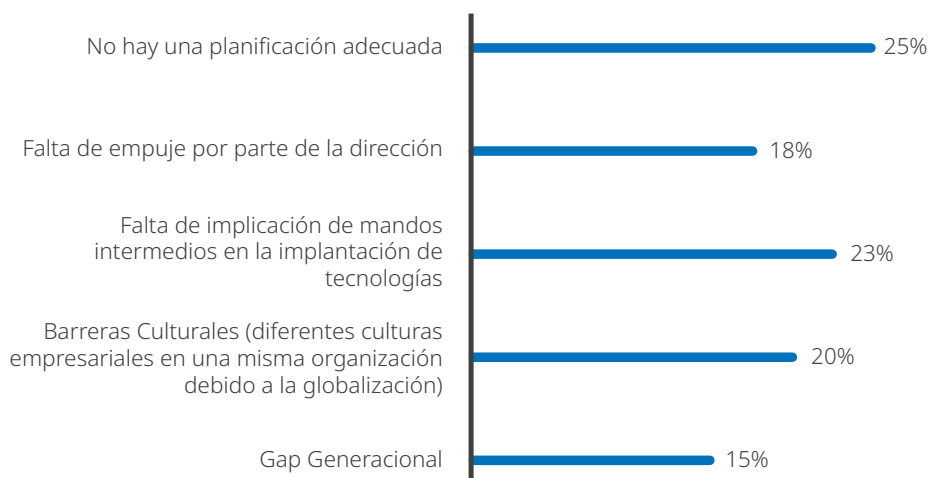 No hay una planificación adecuada
25%
Falta de empuje por parte de la dirección
18%
Falta de implicación de mandos
intermedios en la implantación de
tecnologías
23%
Barreras Culturales (diferentes culturas
empresariales en una misma organización
debido a la globalización)
20%
Gap Generacional
15%